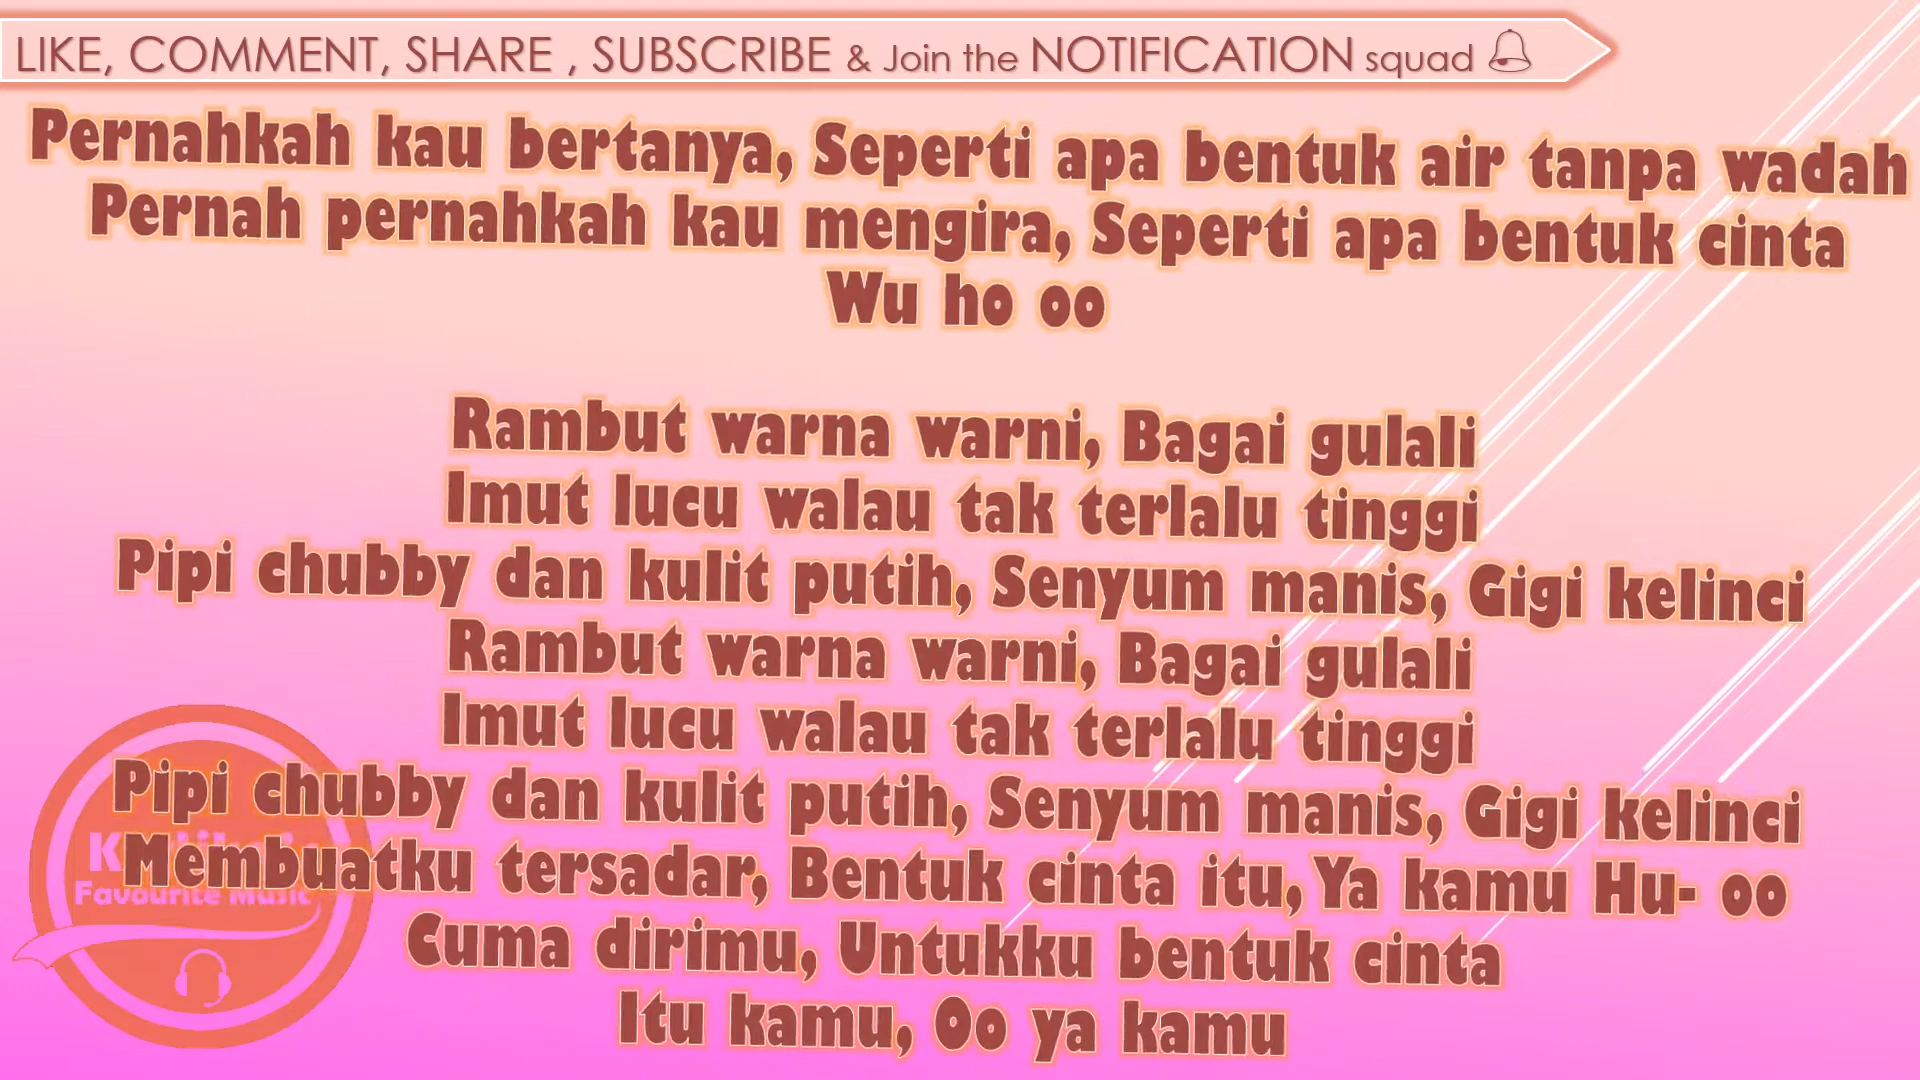 LIKE, COMMENT, SHARE , SUBSCRIBE & Join the NOTIFICATION squad
Pernahkah kau bertanya, Seperti apa bentuk air tanpa wadah
Pernah pernahkah kau mengira, Seperti apa bentuk cinta
Wu ho oo
Rambut warna warni, Bagai gulali
Imut lucu walau tak terlalu tinggi
Pipi chubby dan kulit putih, Senyum manis, Gigi kelinci
Rambut warna warni, Bagai gulali
Imut lucu walau tak terlalu tinggi
Pipi chubby dan kulit putih, Senyum manis, Gigi kelinci
Membuatku tersadar, Bentuk cinta itu, Ya kamu Hu- oo
Cuma dirimu, Untukku bentuk cinta
Itu kamu, Oo ya kamu
Favourite Music